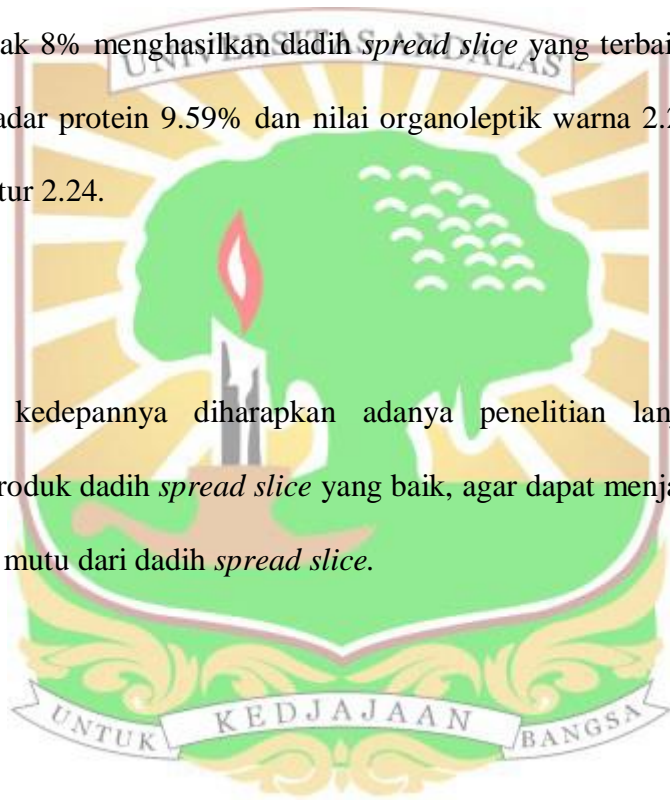 UNIVERSITAS ANDALAS
ak 8% menghasilkan dadih spread slice yang terbai
adar protein 9.59% dan nilai organoleptik warna 2.
tur 2.24.
kedepannya diharapkan adanya penelitian lan
roduk dadih spread slice yang baik, agar dapat menja
mutu dari dadih spread slice.
UNTUK KEDJAJAAN BANGSA